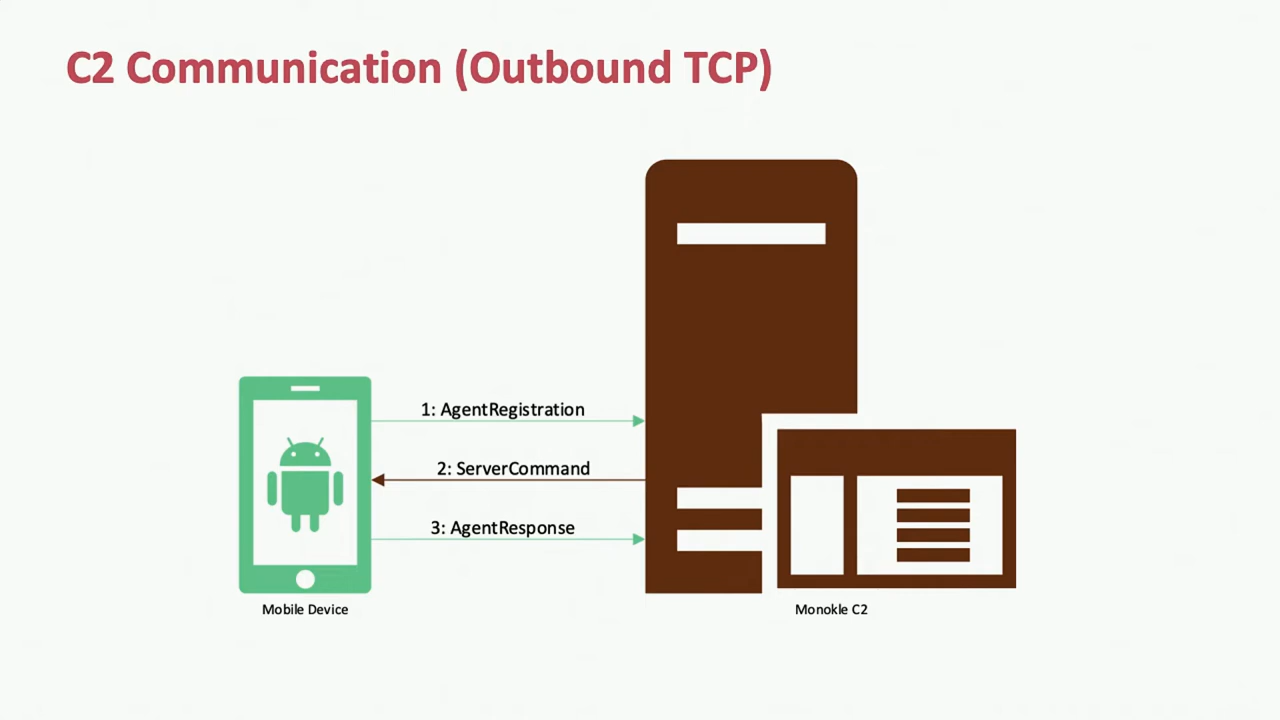 C2 Communication (Outbound TCP)
1: AgentRegistration
2: ServerCommand
3: AgentResponse
Mobile Device
Monokle C2